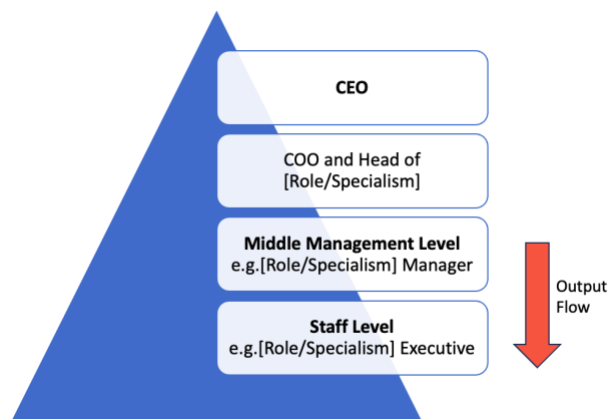 CEO
COO and Head of
[Role/Specialism]
Middle Management Level
e.g.[Role/Specialism] Manager
Staff Level
e.g.[Role/Specialism] Executive
Output
Flow